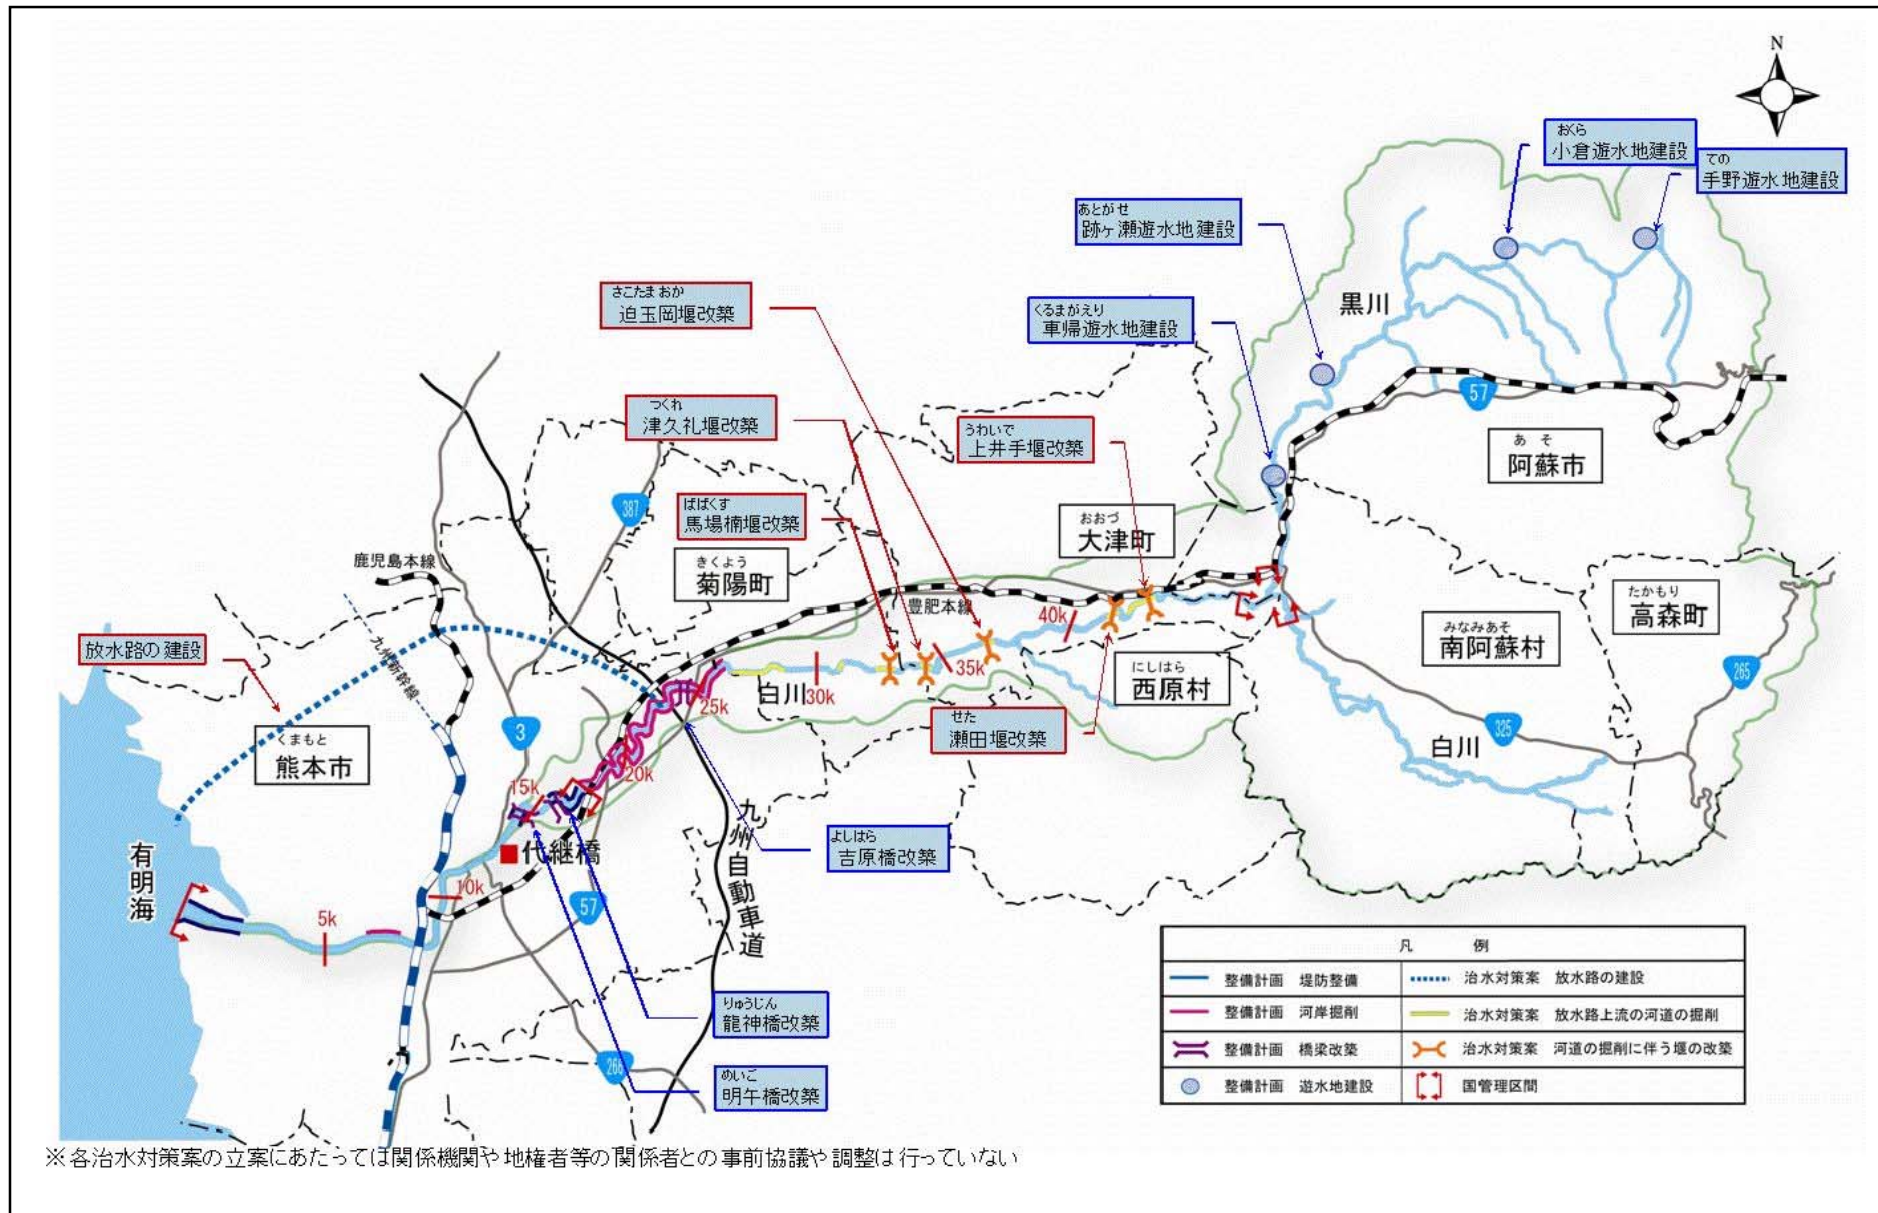 N
おくら
小倉遊水地建設
ての
手野遊水地建設
あとがせ
跡ヶ瀬遊水地建設
くるまがえり
車帰遊水地建設
黒川
さこたまおか
迫玉岡堰改築
つくれ
津久礼堰改築
うわいで
上井手堰改築
ばばくす
馬場楠堰改築
57
あそ
阿蘇市
387
おおづ
大津町
鹿児島本線
きくよう
菊陽町
豊肥本線
40k
たかもり
高森町
みなみあそ
南阿蘇村
放水路の建設
九州新幹線
35k
にしはら
西原村
265
白川
30k
25k
せた
瀬田堰改築
325
白川
くまもと
熊本市
3
20k
15k
代継橋
九州自動車道
よしはら
吉原橋改築
有明海
10k
57
5k
りゅうじん
龍神橋改築
266
めいご
明午橋改築
凡 例
整備計画 堤防整備
治水対策案 放水路の建設
整備計画 河岸掘削
治水対策案 放水路上流の河道の掘削
整備計画 橋梁改築
治水対策案 河道の掘削に伴う堰の改築
整備計画 遊水地建設
国管理区間
※各治水対策案の立案にあたっては関係機関や地権者等の関係者との事前協議や調整は行っていない